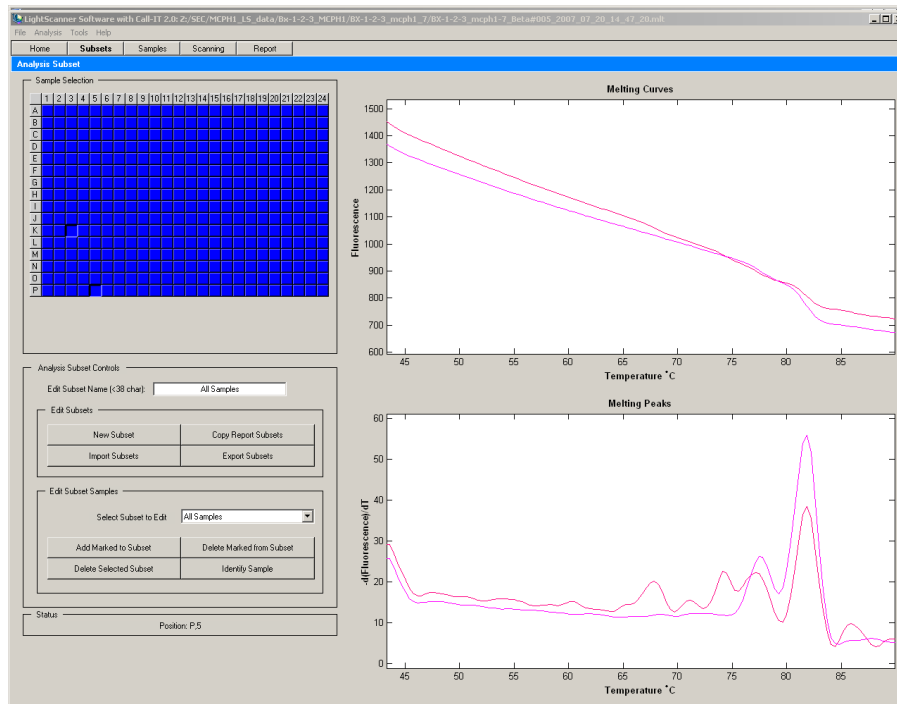 LightScanner Software with Call-IT 2.0: Z:/SEC/MCPH1_LS_data/Bx-1-2-3_MCPH1/BX-1-2-3_mcph1_7/BX-1-2-3_mcph1-7_Beta#005_2007_07_20_14_47_20.mlt
File Analysis Tools Help
Home Subsets Samples Scanning Report
Analysis Subset
Sample Selection
1 2 3 4 5 6 7 8 9 10 11 12 13 14 15 16 17 18 19 20 21 22 23 24
A
B
C
D
E
F
G
H
I
J
K
L
M
N
O
P
Analysis Subset Controls
Edit Subset Name (<38 char): All Samples
Edit Subsets
New Subset Copy Report Subsets
Import Subsets Export Subsets
Edit Subset Samples
Select Subset to Edit All Samples
Add Marked to Subset Delete Marked from Subset
Delete Selected Subset Identify Sample
Status
Position: P,5
Melting Curves
Fluorescence
1500
1400
1300
1200
1100
1000
900
800
700
600
45 50 55 60 65 70 75 80 85
Temperature °C
Melting Peaks
-d(Fluorescence)/dT
60
50
40
30
20
10
0
45 50 55 60 65 70 75 80 85
Temperature °C